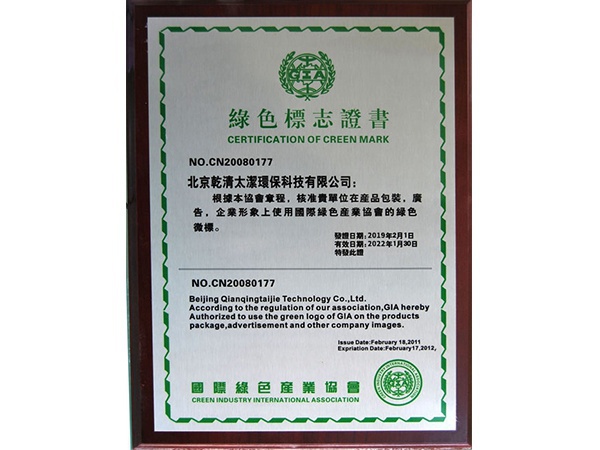 GIA
綠色標志證書
CERTIFICATION OF CREEN MARK
NO.CN20080177
北京乾清太潔環保科技有限公司：
根據本協會章程，核准貴單位在産品包裝，廣
告，企業形象上使用國際綠色産業協會的綠色
微標。
發證日期：2019年2月1日
有效日期：2022年1月30日
特發此證
NO.CN20080177
Beijing Qianqingtaijie Technology Co.,Ltd.
According to the regulation of our association,GIA hereby
Authorized to use the green logo of GIA on the products
package,advertisement and other company images.
Issue Date:February 18,2011
Expriation Date:February17,2012,
國際綠色産業協會
CREEN INDUSTRY INTERNATIONAL ASSOCIATION